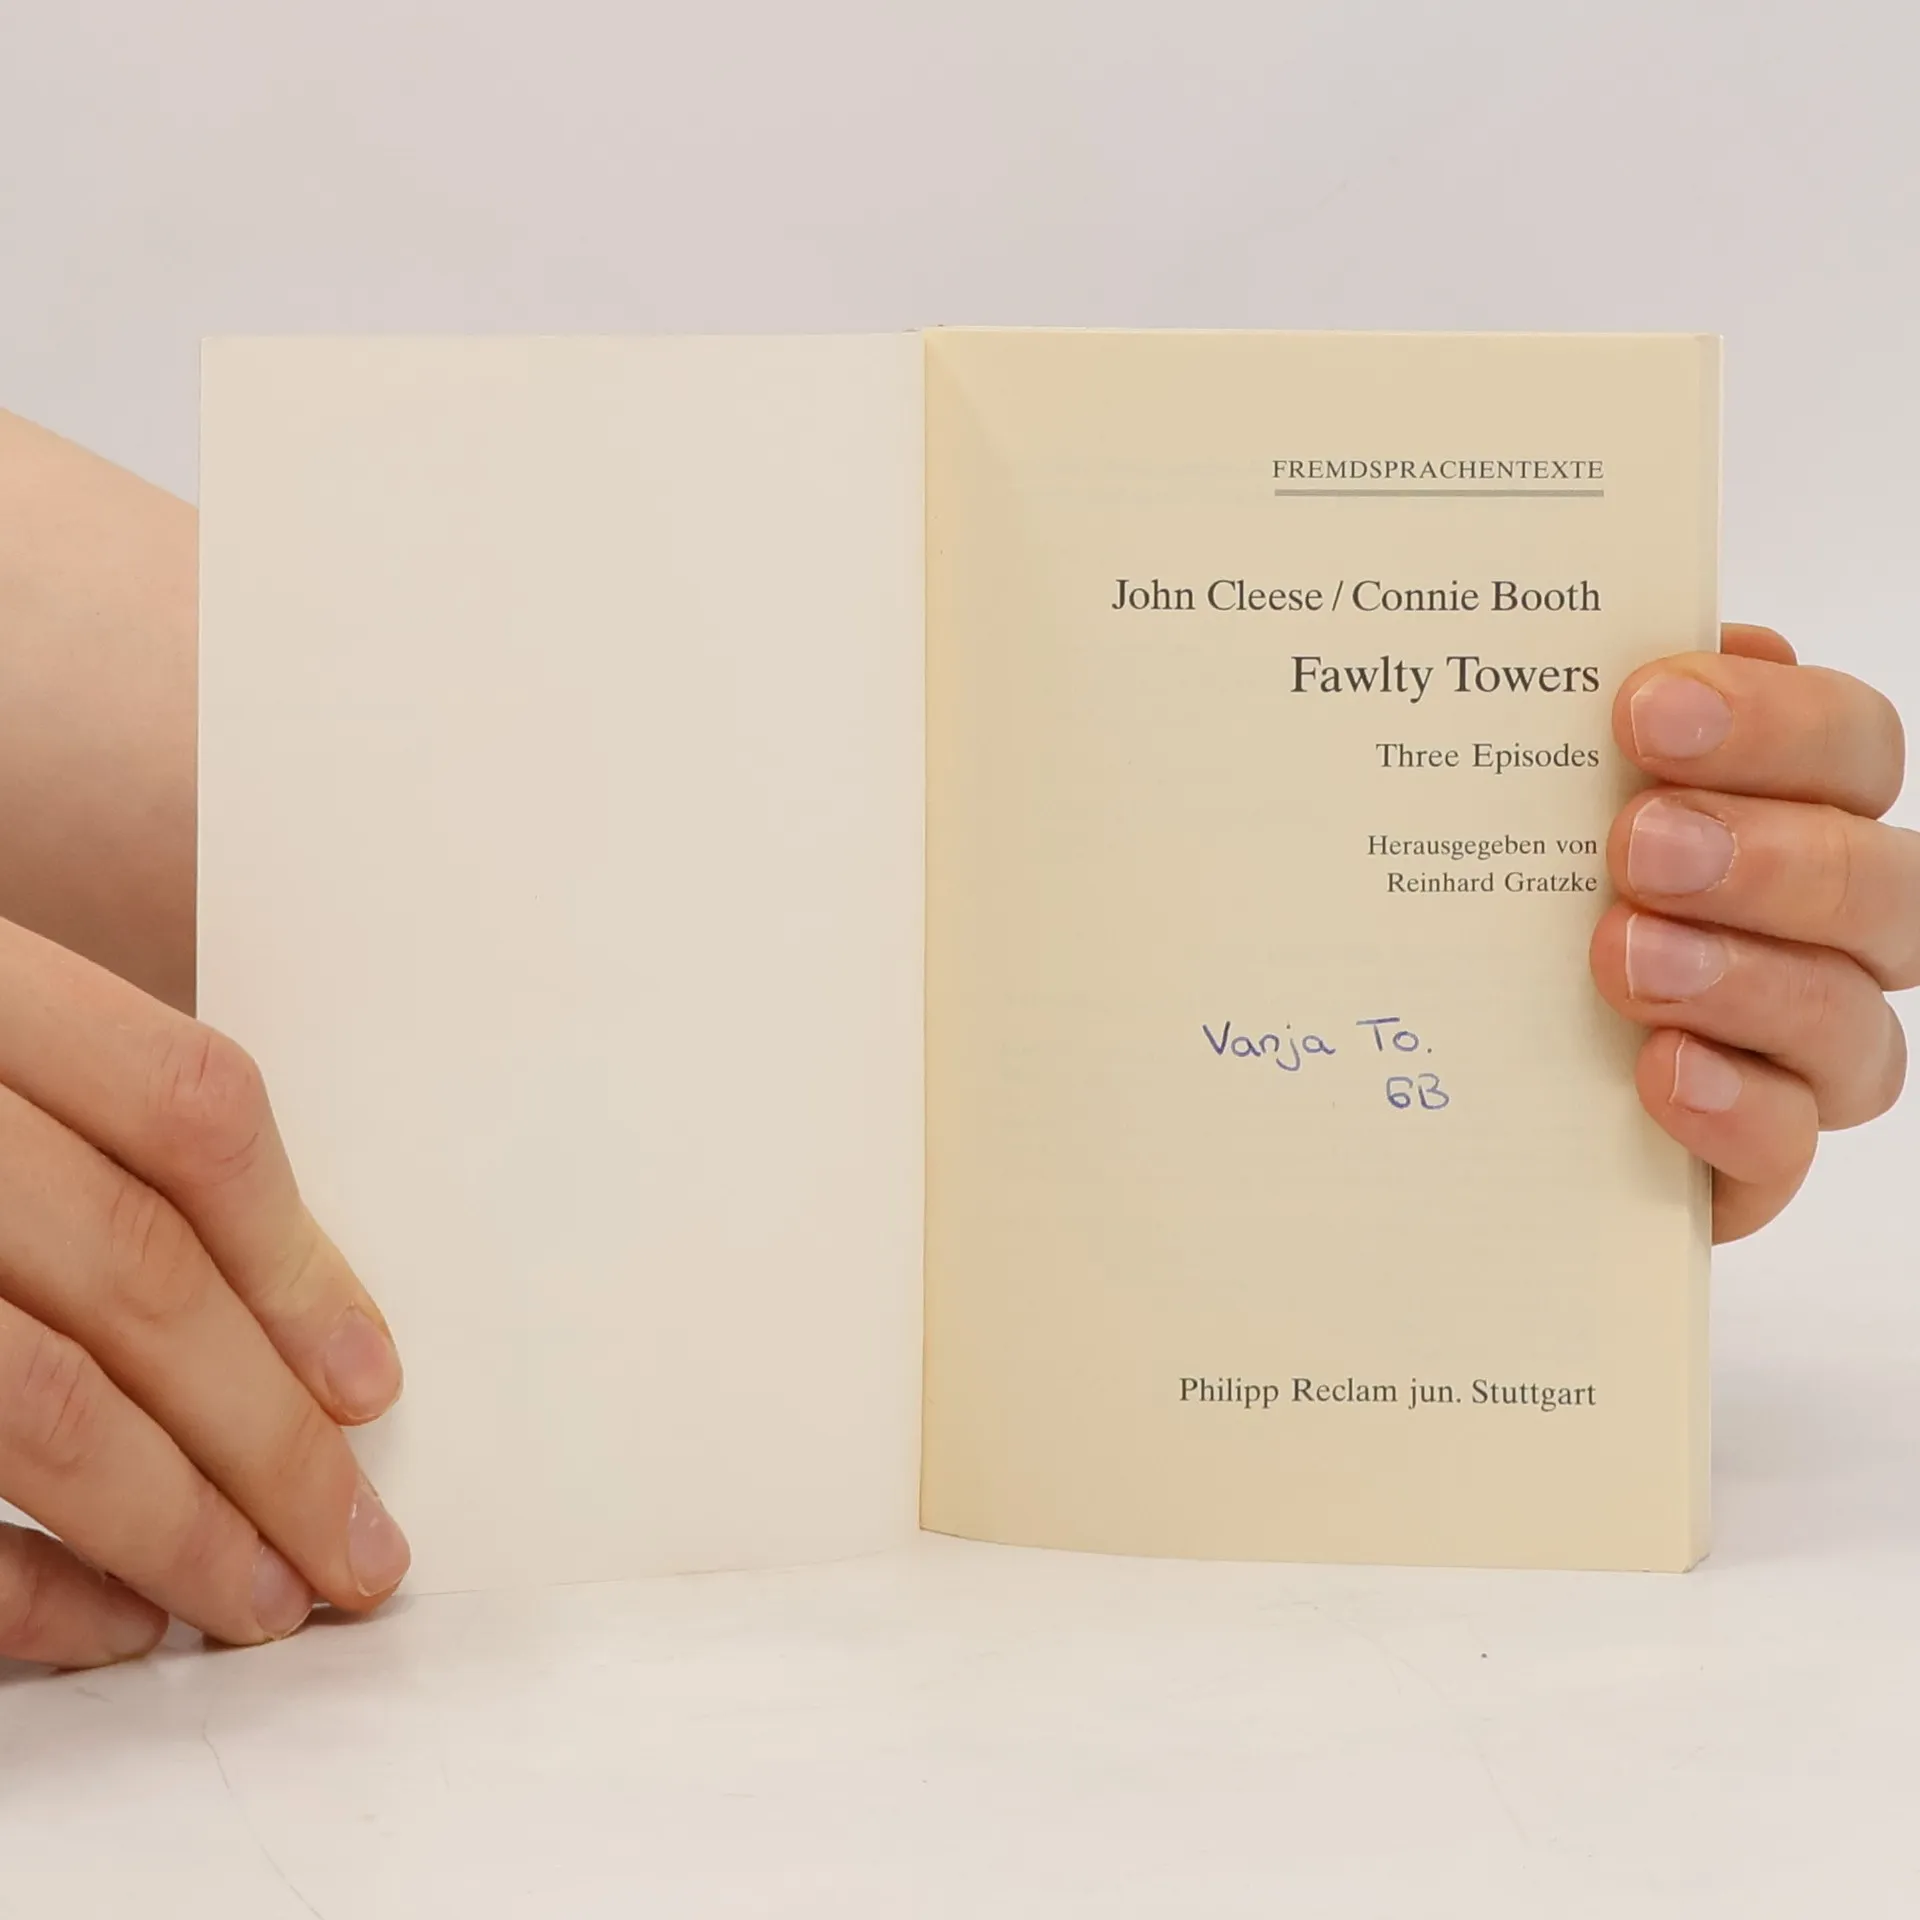 FREMDSPRACHENTEXTE
John Cleese / Connie Booth
Fawlty Towers
Three Episodes
Herausgegeben von
Reinhard Gratzke
Vanja To.
6B
Philipp Reclam jun. Stuttgart